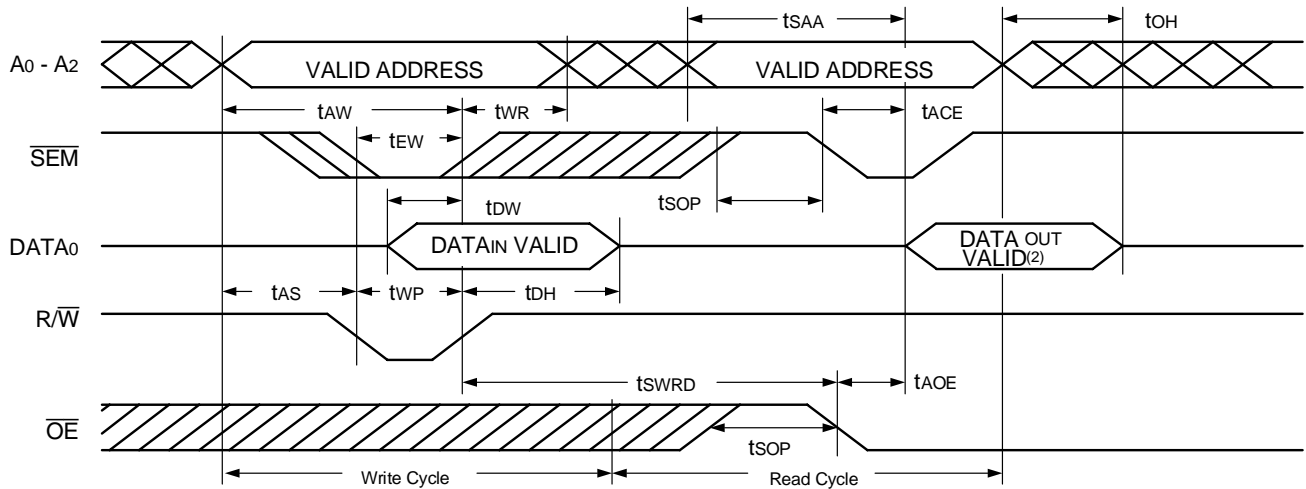 tSAA
tOH
A0 - A2
VALID ADDRESS
VALID ADDRESS
tAW
tWR
tACE
tEW
SEM
tSOP
tDW
DATA0
DATAIN VALID
DATA OUT
VALID(2)
tAS
tWP
tDH
R/W
tSWRD
tAOE
OE
tSOP
Write Cycle
Read Cycle